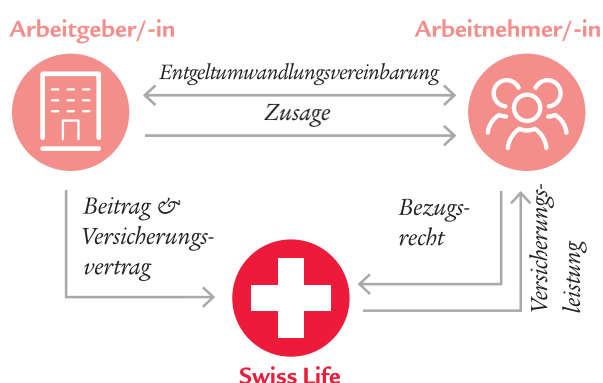 Arbeitgeber/-in
Arbeitnehmer/-in
Entgeltumwandlungsvereinbarung
Zusage
Beitrag &
Versicherungs-
vertrag
Bezugs-
recht
Versicherungs-
leistung
Swiss Life